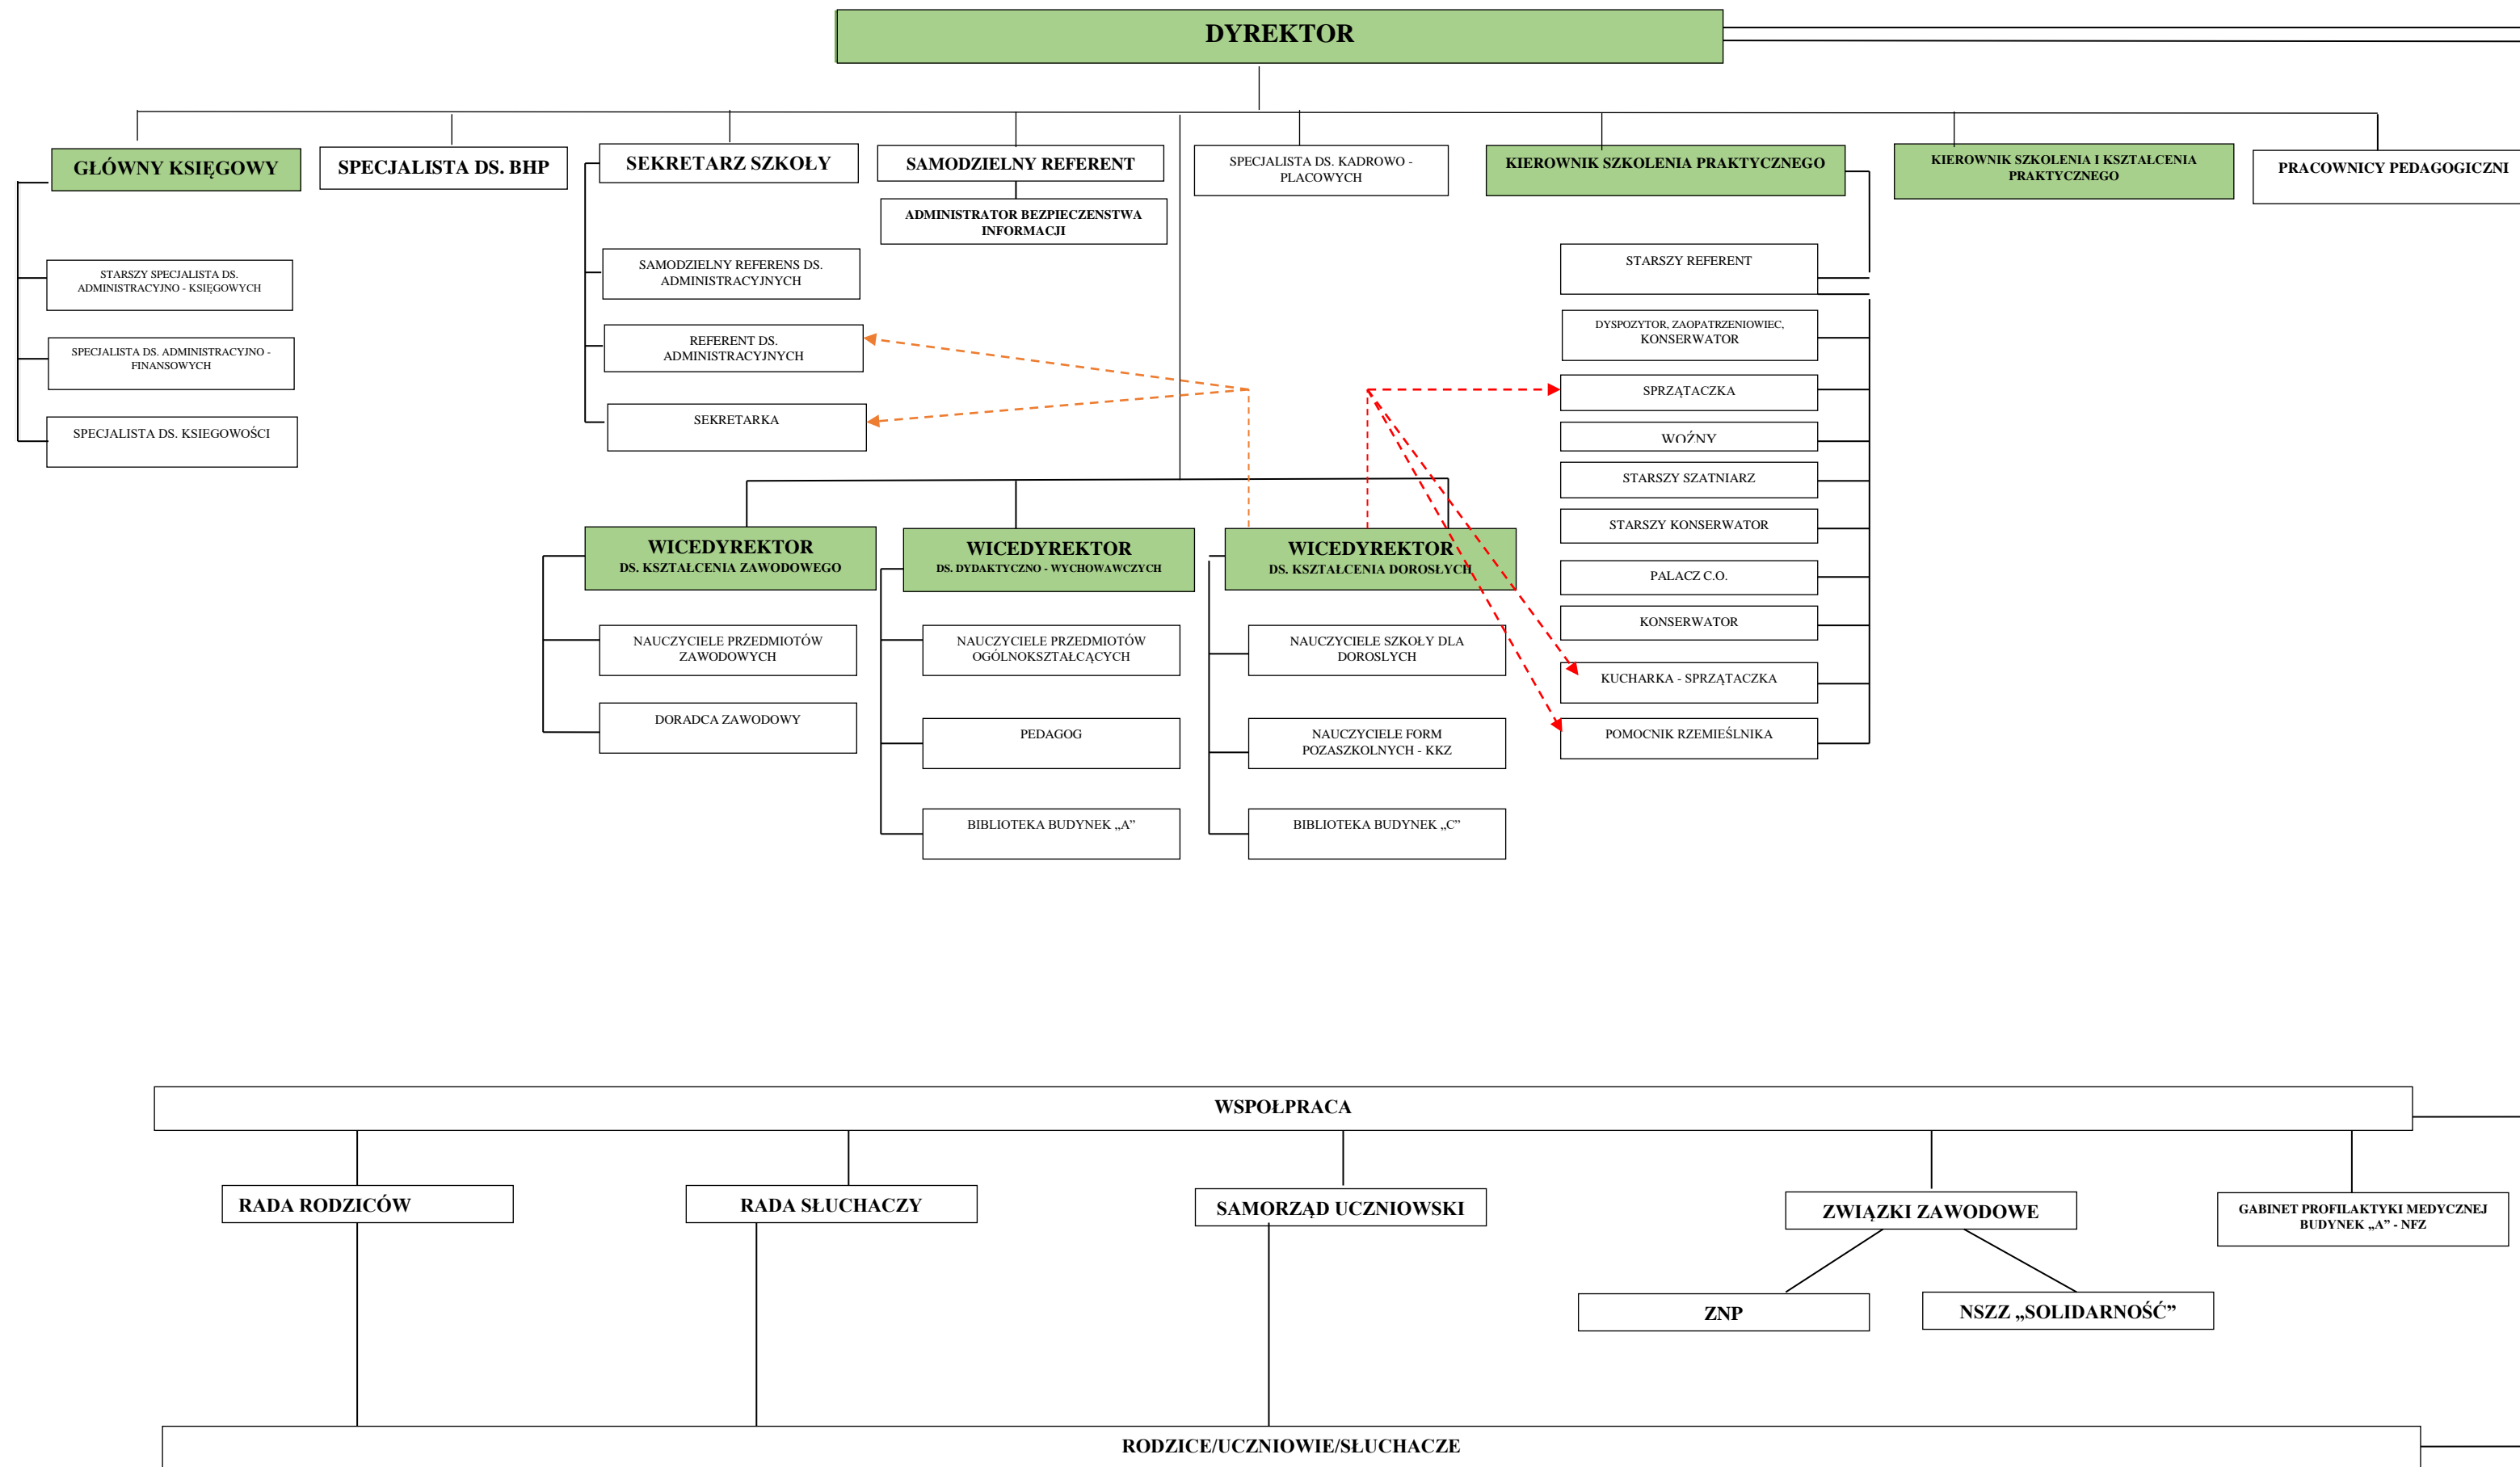 DYREKTOR
GŁÓWNY KSIĘGOWY
SPECJALISTA DS. BHP
SEKRETARZ SZKOŁY
SAMODZIELNY REFERENT
SPECJALISTA DS. KADROWO -
PLACOWYCH
KIEROWNIK SZKOLENIA PRAKTYCZNEGO
KIEROWNIK SZKOLENIA I KSZTAŁCENIA
PRAKTYCZNEGO
PRACOWNICY PEDAGOGICZNI
ADMINISTRATOR BEZPIECZENSTWA
INFORMACJI
STARSZY SPECJALISTA DS.
ADMINISTRACYJNO - KSIĘGOWYCH
SPECJALISTA DS. ADMINISTRACYJNO -
FINANSOWYCH
SPECJALISTA DS. KSIEGOWOŚCI
SAMODZIELNY REFERENS DS.
ADMINISTRACYJNYCH
REFERENT DS.
ADMINISTRACYJNYCH
SEKRETARKA
STARSZY REFERENT
DYSPOZYTOR, ZAOPATRZENIOWIEC,
KONSERWATOR
SPRZĄTACZKA
WOŹNY
STARSZY SZATNIARZ
STARSZY KONSERWATOR
PALACZ C.O.
KONSERWATOR
KUCHARKA - SPRZĄTACZKA
POMOCNIK RZEMIEŚLNIKA
WICEDYREKTOR
DS. KSZTAŁCENIA ZAWODOWEGO
NAUCZYCIELE PRZEDMIOTÓW
ZAWODOWYCH
DORADCA ZAWODOWY
WICEDYREKTOR
DS. DYDAKTYCZNO - WYCHOWAWCZYCH
NAUCZYCIELE PRZEDMIOTÓW
OGÓLNOKSZTAŁCĄCYCH
PEDAGOG
BIBLIOTEKA BUDYNEK „A”
WICEDYREKTOR
DS. KSZTAŁCENIA DOROSŁYCH
NAUCZYCIELE SZKOŁY DLA
DOROSLYCH
NAUCZYCIELE FORM
POZASZKOLNYCH - KKZ
BIBLIOTEKA BUDYNEK „C”
WSPOŁPRACA
RADA RODZICÓW
RADA SŁUCHACZY
SAMORZĄD UCZNIOWSKI
ZWIĄZKI ZAWODOWE
GABINET PROFILAKTYKI MEDYCZNEJ
BUDYNEK „A” - NFZ
ZNP
NSZZ „SOLIDARNOŚĆ”
RODZICE/UCZNIOWIE/SŁUCHACZE